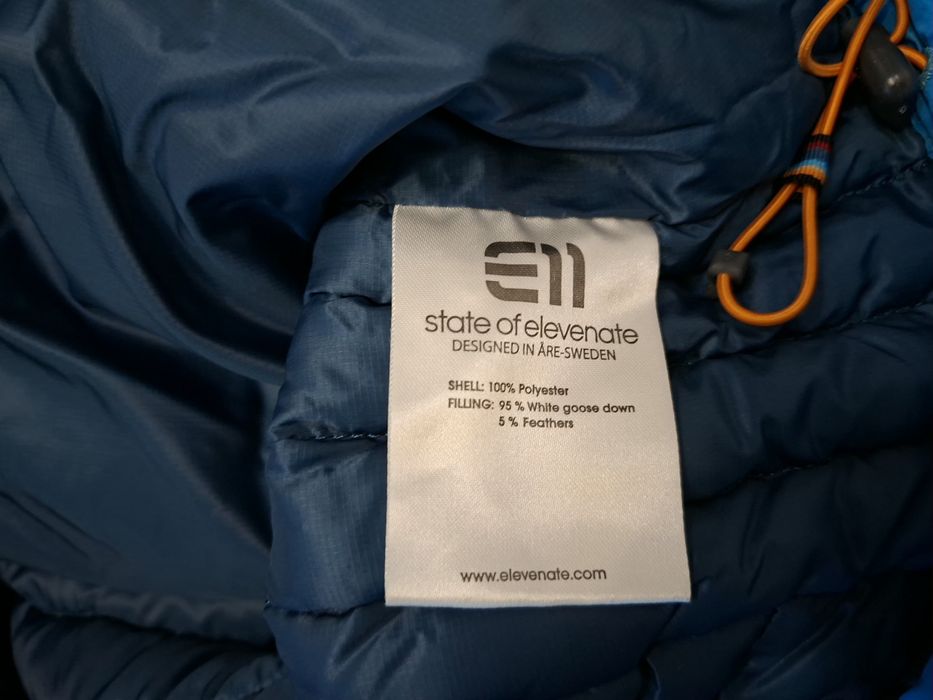 E11
state of elevenate
DESIGNED IN ÅRE-SWEDEN
SHELL: 100% Polyester
FILLING: 95 % White goose down
5 % Feathers
www.elevenate.com